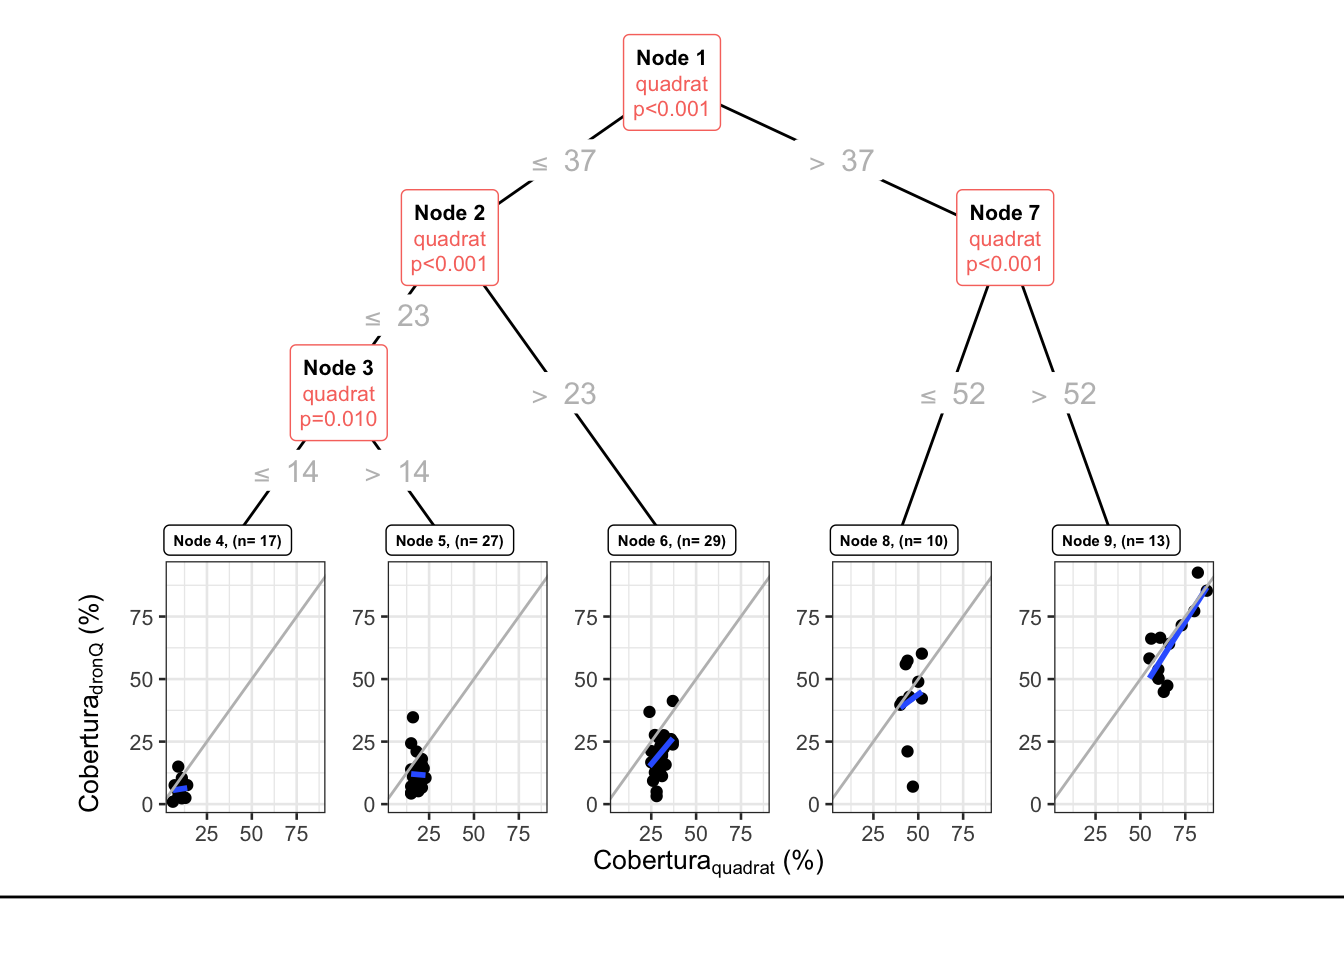 Node 1
quadrat
p<0.001
≤ 37
> 37
Node 2
quadrat
p<0.001
Node 7
quadrat
p<0.001
≤ 23
Node 3
quadrat
p=0.010
> 23
≤ 52
> 52
≤ 14
> 14
Node 4, (n= 17)
Node 5, (n= 27)
Node 6, (n= 29)
Node 8, (n= 10)
Node 9, (n= 13)
Cobertura dronQ (%)
75
50
25
0
25 50 75
75
50
25
0
25 50 75
75
50
25
0
25 50 75
75
50
25
0
25 50 75
75
50
25
0
25 50 75
Cobertura quadrat (%)